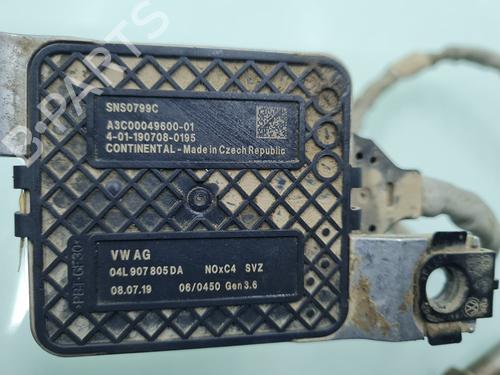 SNS0799C
A3C00049600-01
4-01-190708-0195
CONTINENTAL - Made in Czech Republic
VW AG
04L 907 805 DA NOxC4 SVZ
08.07.19 06/0450 Gen 3.6